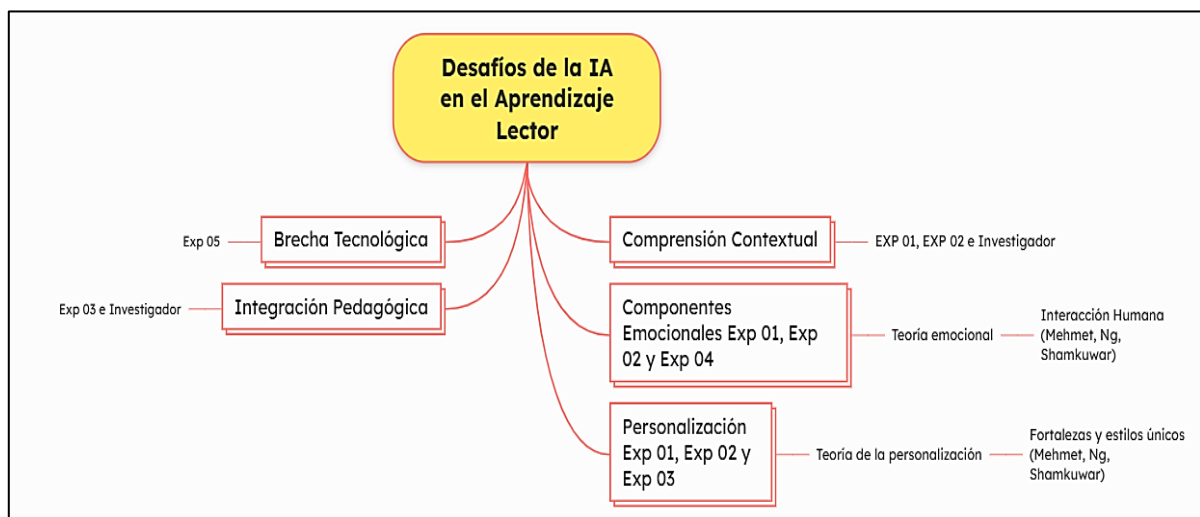 Desafíos de la IA
en el Aprendizaje
Lector
Exp 05
Brecha Tecnológica
Exp 03 e Investigador
Integración Pedagógica
Comprensión Contextual
EXP 01, EXP 02 e Investigador
Componentes
Emocionales Exp 01, Exp
02 y Exp 04
Teoría emocional
Interacción Humana
(Mehmet, Ng,
Shamkuwar)
Personalización
Exp 01, Exp 02 y
Exp 03
Teoría de la personalización
Fortalezas y estilos únicos
(Mehmet, Ng,
Shamkuwar)